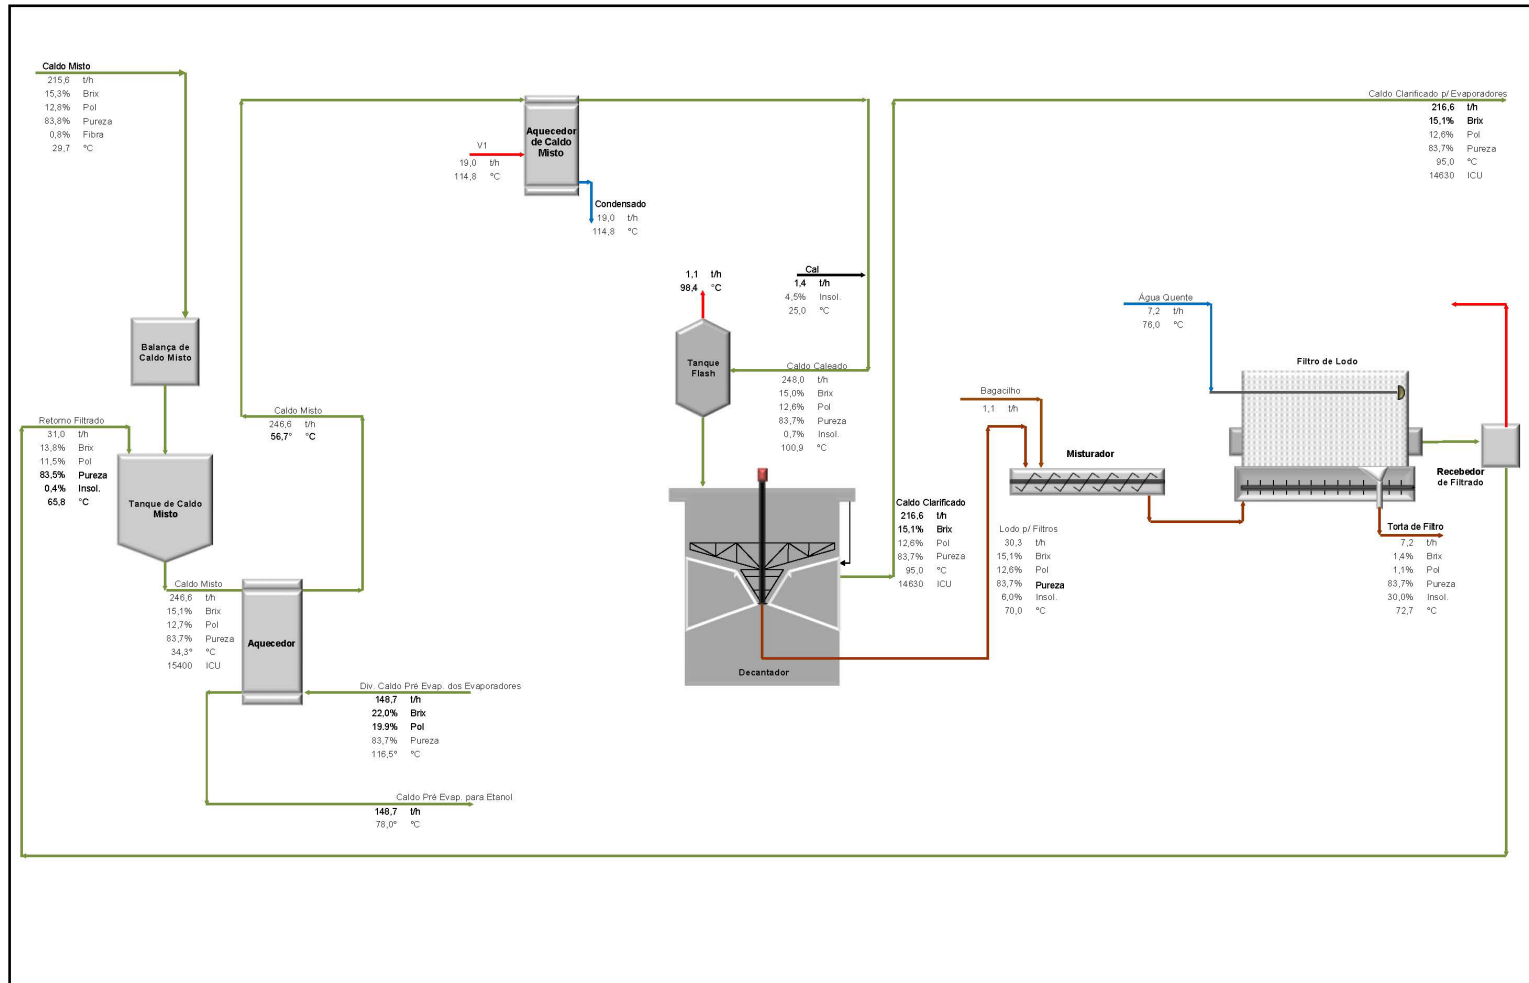 Caldo Misto
215,6 t/h
15,3% Brix
12,8% Pol
83,8% Pureza
0,8% Fibra
29,7 °C
Balança de
Caldo Misto
Retorno Filtrado
31,0 t/h
13,8% Brix
11,5% Pol
83,5% Pureza
0,4% Insol.
65,8 °C
Tanque de Caldo
Misto
Caldo Misto
246,6 t/h
15,1% Brix
12,7% Pol
83,7% Pureza
34,3° °C
15400 ICU
Aquecedor
Caldo Misto
246,6 t/h
56,7° °C
Div. Caldo Pré Evap. dos Evaporadores
148,7 t/h
22,0% Brix
19.9% Pol
83,7% Pureza
116,5° °C
Caldo Pré Evap. para Etanol
148,7 t/h
78,0° °C
V1
19,0 t/h
114,8 °C
Aquecedor
de Caldo
Misto
Condensado
19,0 t/h
114,8 °C
1,1 t/h
98,4 °C
Tanque
Flash
Cal
1,4 t/h
4,5% Insol.
25,0 °C
Caldo Caleado
248,0 t/h
15,0% Brix
12,6% Pol
83,7% Pureza
0,7% Insol.
100,9 °C
Decantador
Caldo Clarificado
216,6 t/h
15,1% Brix
12,6% Pol
83,7% Pureza
95,0 °C
14630 ICU
Bagacilho
1,1 t/h
Misturador
Lodo p/ Filtros
30,3 t/h
15,1% Brix
12,6% Pol
83,7% Pureza
6,0% Insol.
70,0 °C
Caldo Clarificado p/ Evaporadores
216,6 t/h
15,1% Brix
12,6% Pol
83,7% Pureza
95,0 °C
14630 ICU
Água Quente
7,2 t/h
76,0 °C
Filtro de Lodo
Recebedor
de Filtrado
Torta de Filtro
7,2 t/h
1,4% Brix
1,1% Pol
83,7% Pureza
30,0% Insol.
72,7 °C